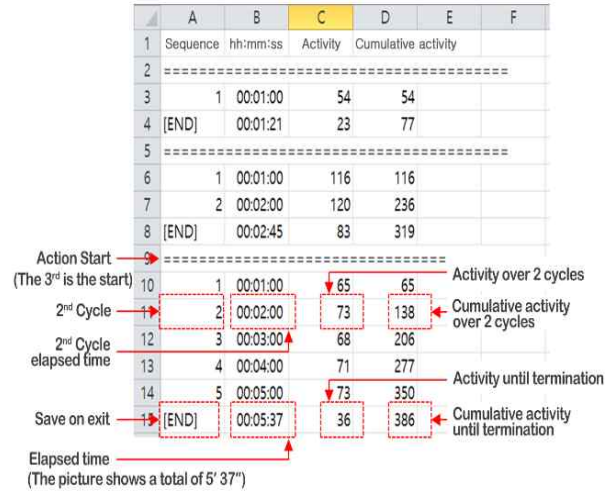 A B C D E F
1 Sequence hh:mm:ss Activity Cumulative activity
2 =============================================
3 1 00:01:00 54 54
4 [END] 00:01:21 23 77
5 =============================================
6 1 00:01:00 116 116
7 2 00:02:00 120 236
8 [END] 00:02:45 83 319
Action Start 9 =====================================
(The 3rd is the start)
10 1 00:01:00 65 65
Activity over 2 cycles
2nd Cycle 11 2 00:02:00 73 138 Cumulative activity
over 2 cycles
2nd Cycle
elapsed time
12 3 00:03:00 68 206
13 4 00:04:00 71 277
Activity until termination
14 5 00:05:00 73 350
Save on exit 15 [END] 00:05:37 36 386 Cumulative activity
until termination
Elapsed time
(The picture shows a total of 5' 37")